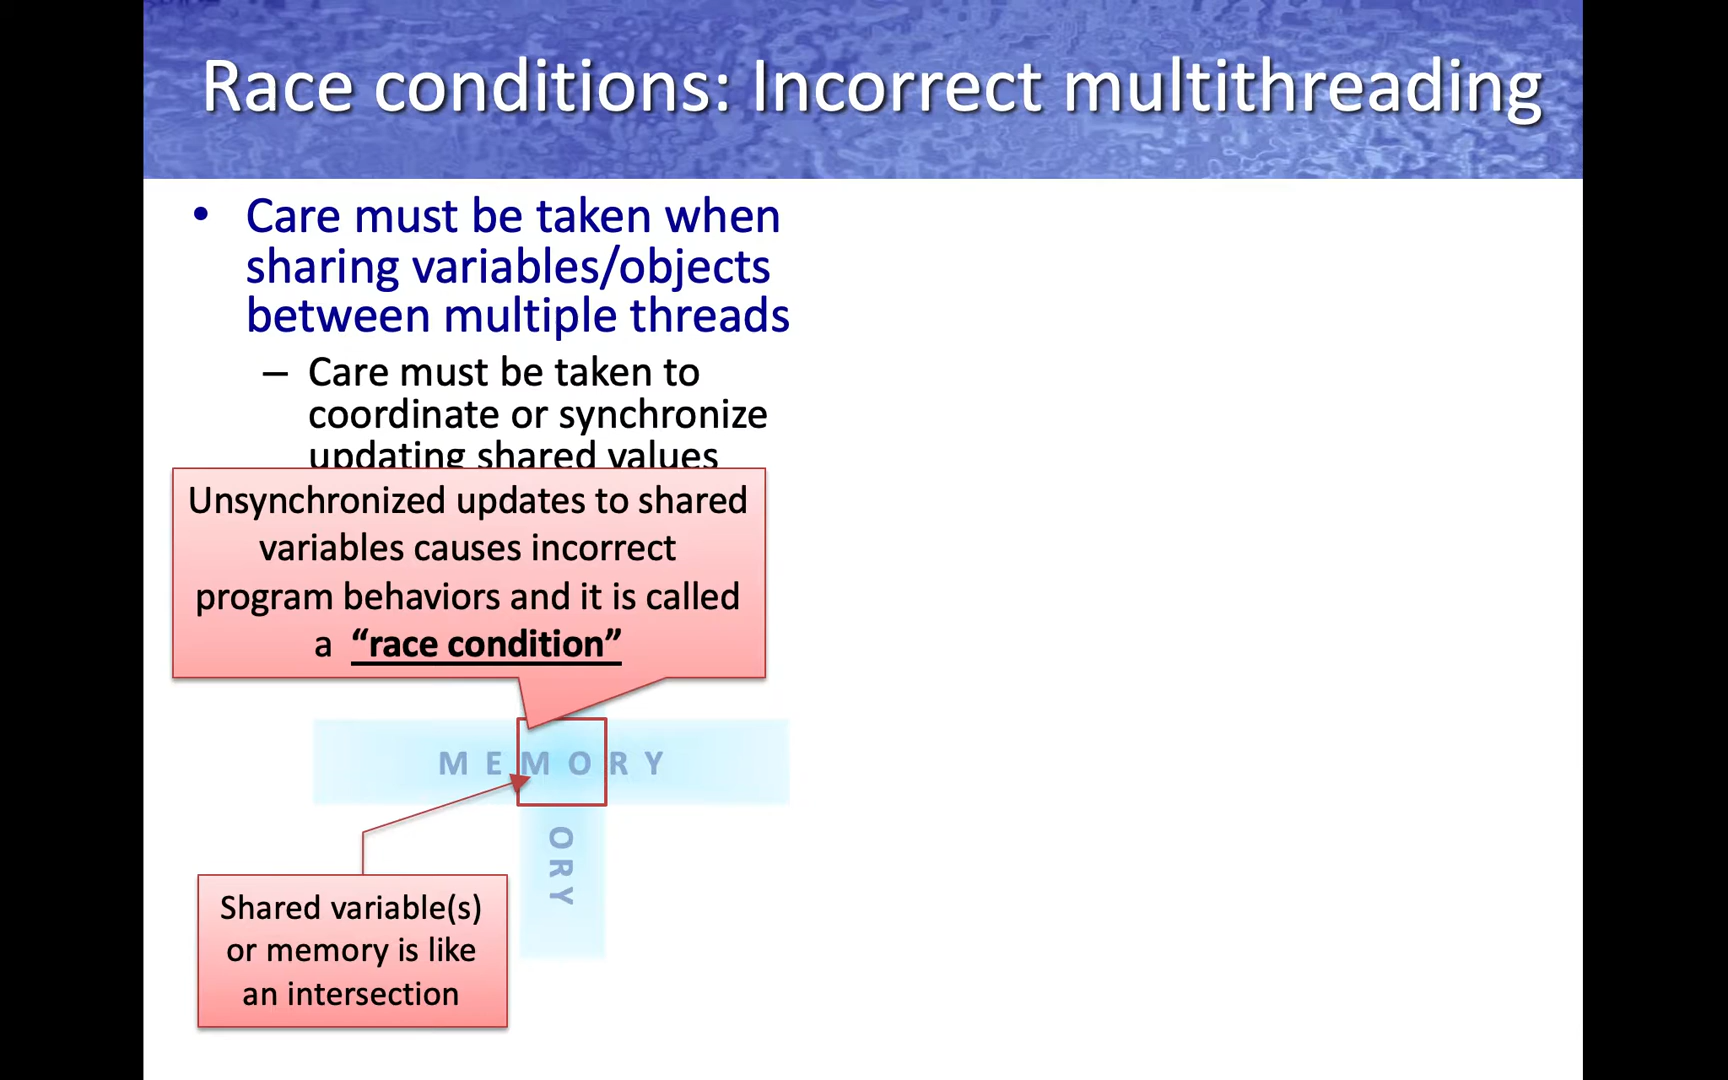 Race conditions: Incorrect multithreading
• Care must be taken when
sharing variables/objects
between multiple threads
– Care must be taken to
coordinate or synchronize
updating shared values
Unsynchronized updates to shared
variables causes incorrect
program behaviors and it is called
a “race condition”
M E M O R Y
O R Y
Shared variable(s)
or memory is like
an intersection